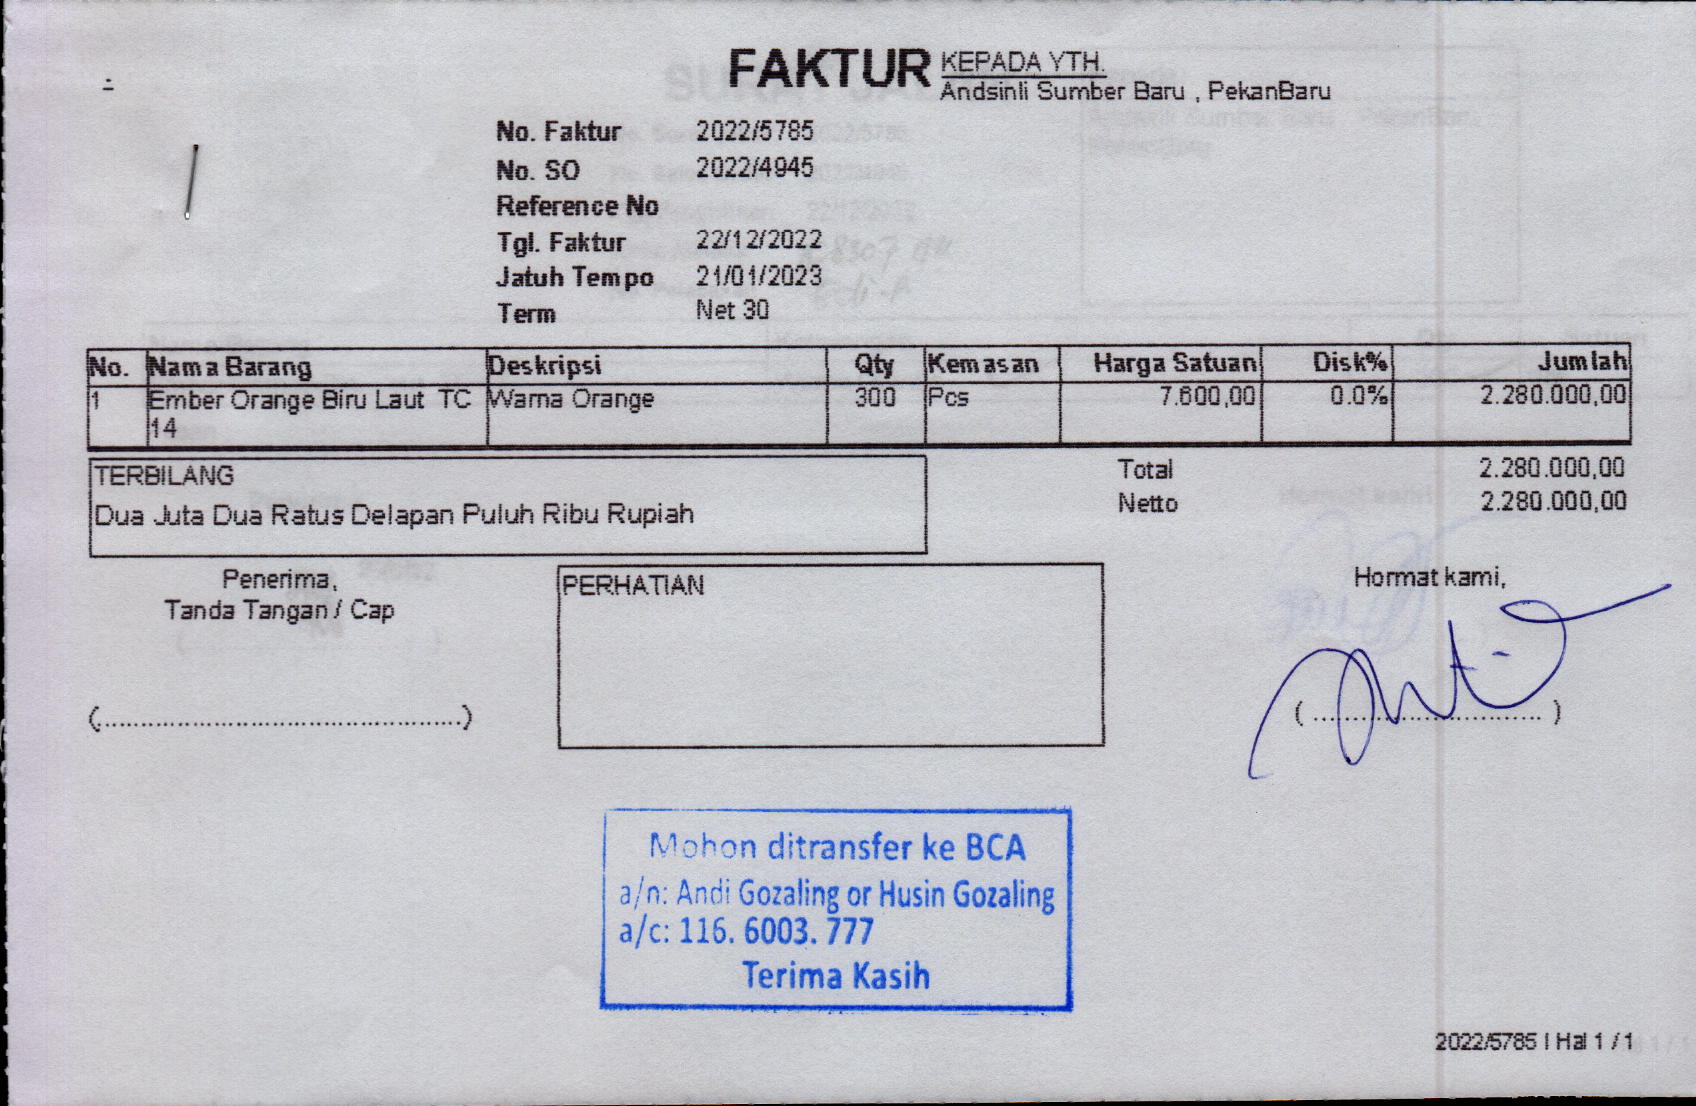 FAKTUR
KEPADA YTH.
Andsinli Sumber Baru , PekanBaru
No. Faktur 2022/5785
No. SO 2022/4945
Reference No
Tgl. Faktur 22/12/2022
Jatuh Tempo 21/01/2023
Term Net 30
No. Nama Barang Deskripsi Qty Kemasan Harga Satuan Disk% Jumlah
1 Ember Orange Biru Laut TC Warna Orange 300 Pcs 7.600,00 0.0% 2.280.000,00
14
TERBILANG
Dua Juta Dua Ratus Delapan Puluh Ribu Rupiah
Total 2.280.000,00
Netto 2.280.000,00
Penerima,
Tanda Tangan / Cap
(................................................)
PERHATIAN
Hormat kami,
( .............................. )
Mohon ditransfer ke BCA
a/n: Andi Gozaling or Husin Gozaling
a/c: 116. 6003. 777
Terima Kasih
2022/5785 | Hal 1 / 1